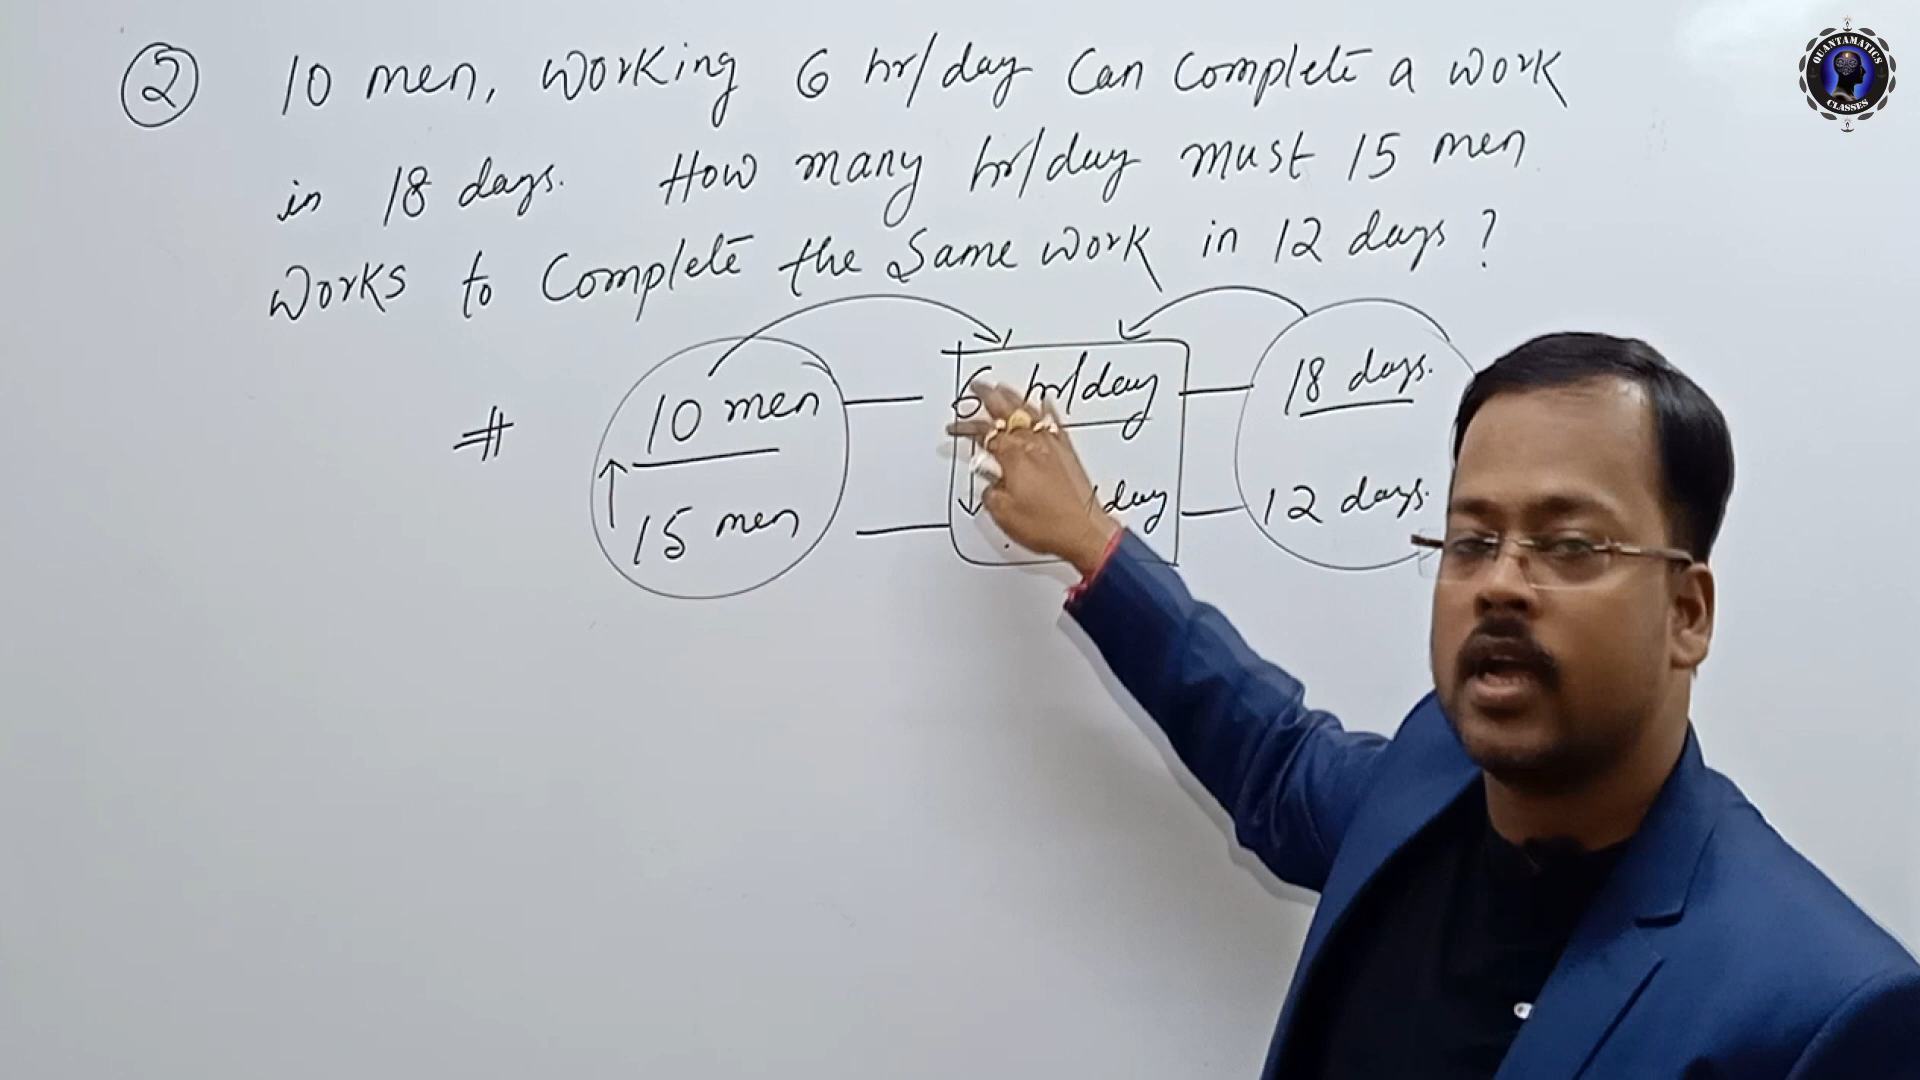 ② 10 men, working 6 hr/day Can Complete a work
in 18 days. How many hr/day must 15 men
works to Complete the Same work in 12 days?
# 10 men — 6 hr/day — 18 days.
15 men — /day — 12 days.
QUANTAMATICS CLASSES